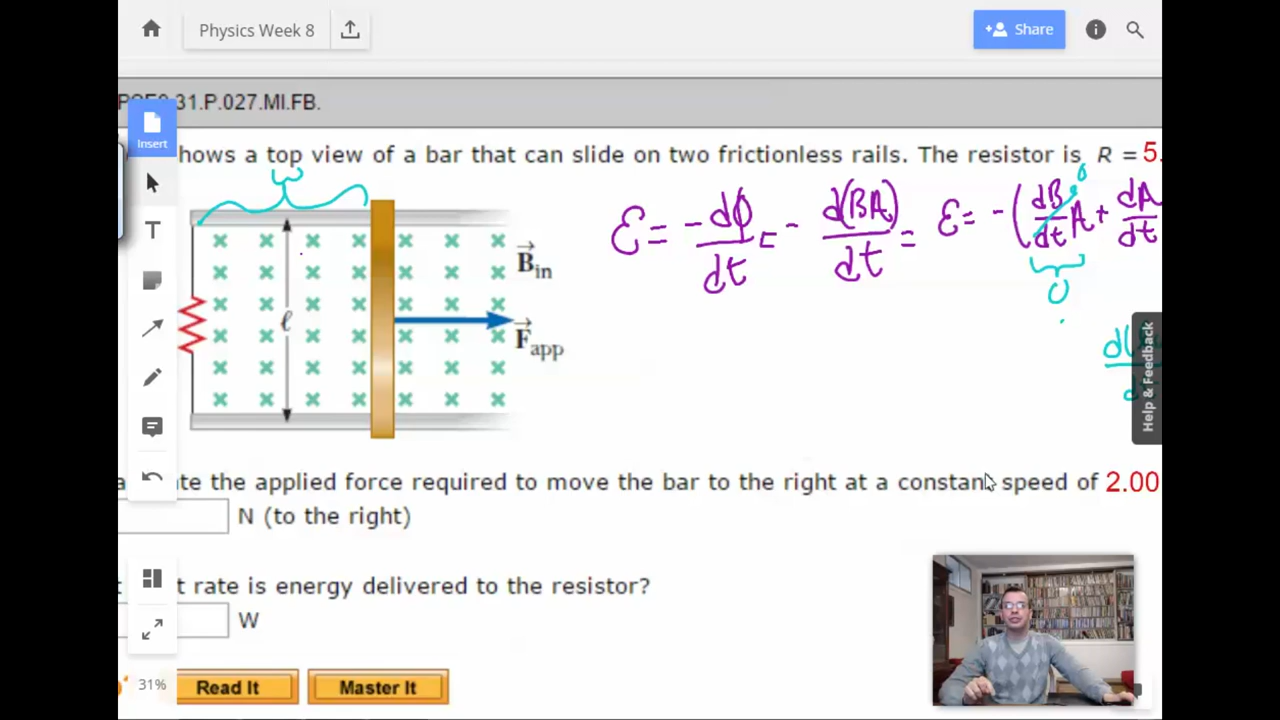 Physics Week 8
Share
31.P.027.MI.FB.
Insert
hows a top view of a bar that can slide on two frictionless rails. The resistor is R = 5.
ω
ℰ = -dϕ/dt = - d(BA)/dt = ℰ = -(dB/dt A + dA/dt
0
0
T
B in
ℓ
F app
d(
Help & Feedback
ate the applied force required to move the bar to the right at a constant speed of 2.00
N (to the right)
t rate is energy delivered to the resistor?
W
31%
Read It
Master It